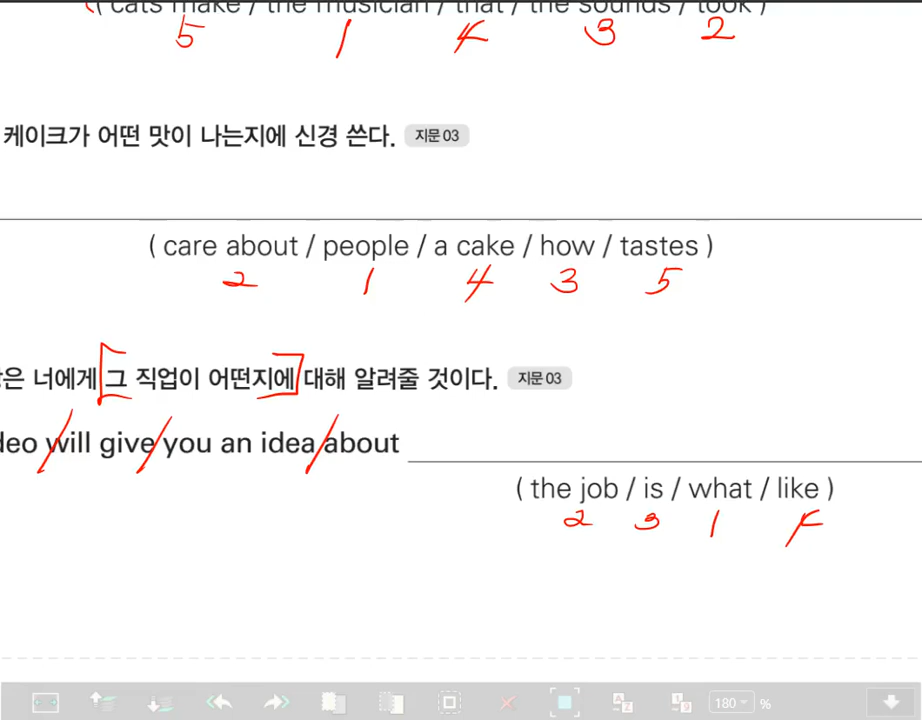 ( cats make / the musician / that / the sounds / took )
5 1 4 3 2
케이크가 어떤 맛이 나는지에 신경 쓴다. 지문 03
( care about / people / a cake / how / tastes )
2 1 4 3 5
은 너에게 그 직업이 어떤지에 대해 알려줄 것이다. 지문 03
deo will give you an idea about
( the job / is / what / like )
2 3 1 4
180 %